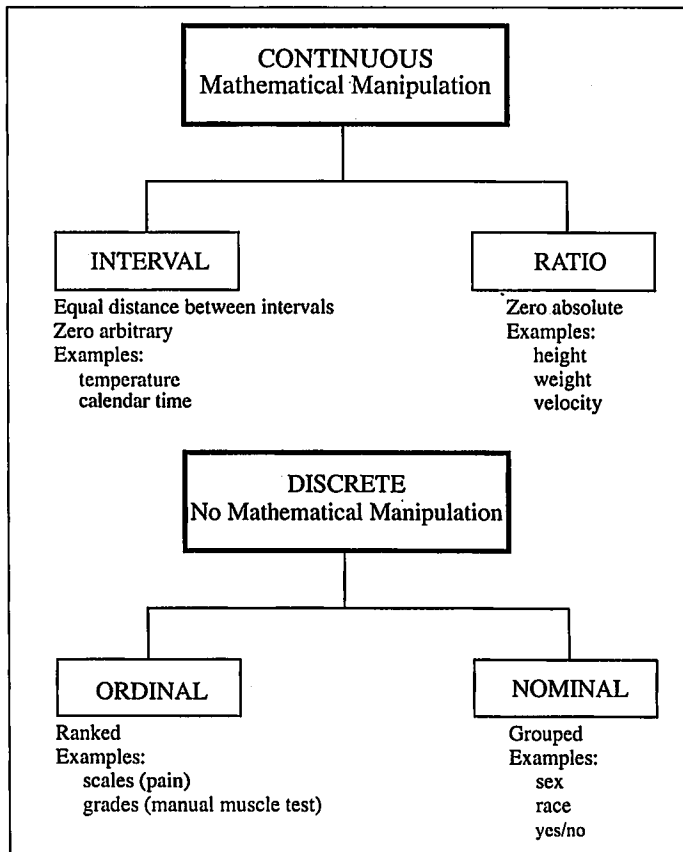 CONTINUOUS
Mathematical Manipulation
INTERVAL
Equal distance between intervals
Zero arbitrary
Examples:
temperature
calendar time
RATIO
Zero absolute
Examples:
height
weight
velocity
DISCRETE
No Mathematical Manipulation
ORDINAL
Ranked
Examples:
scales (pain)
grades (manual muscle test)
NOMINAL
Grouped
Examples:
sex
race
yes/no